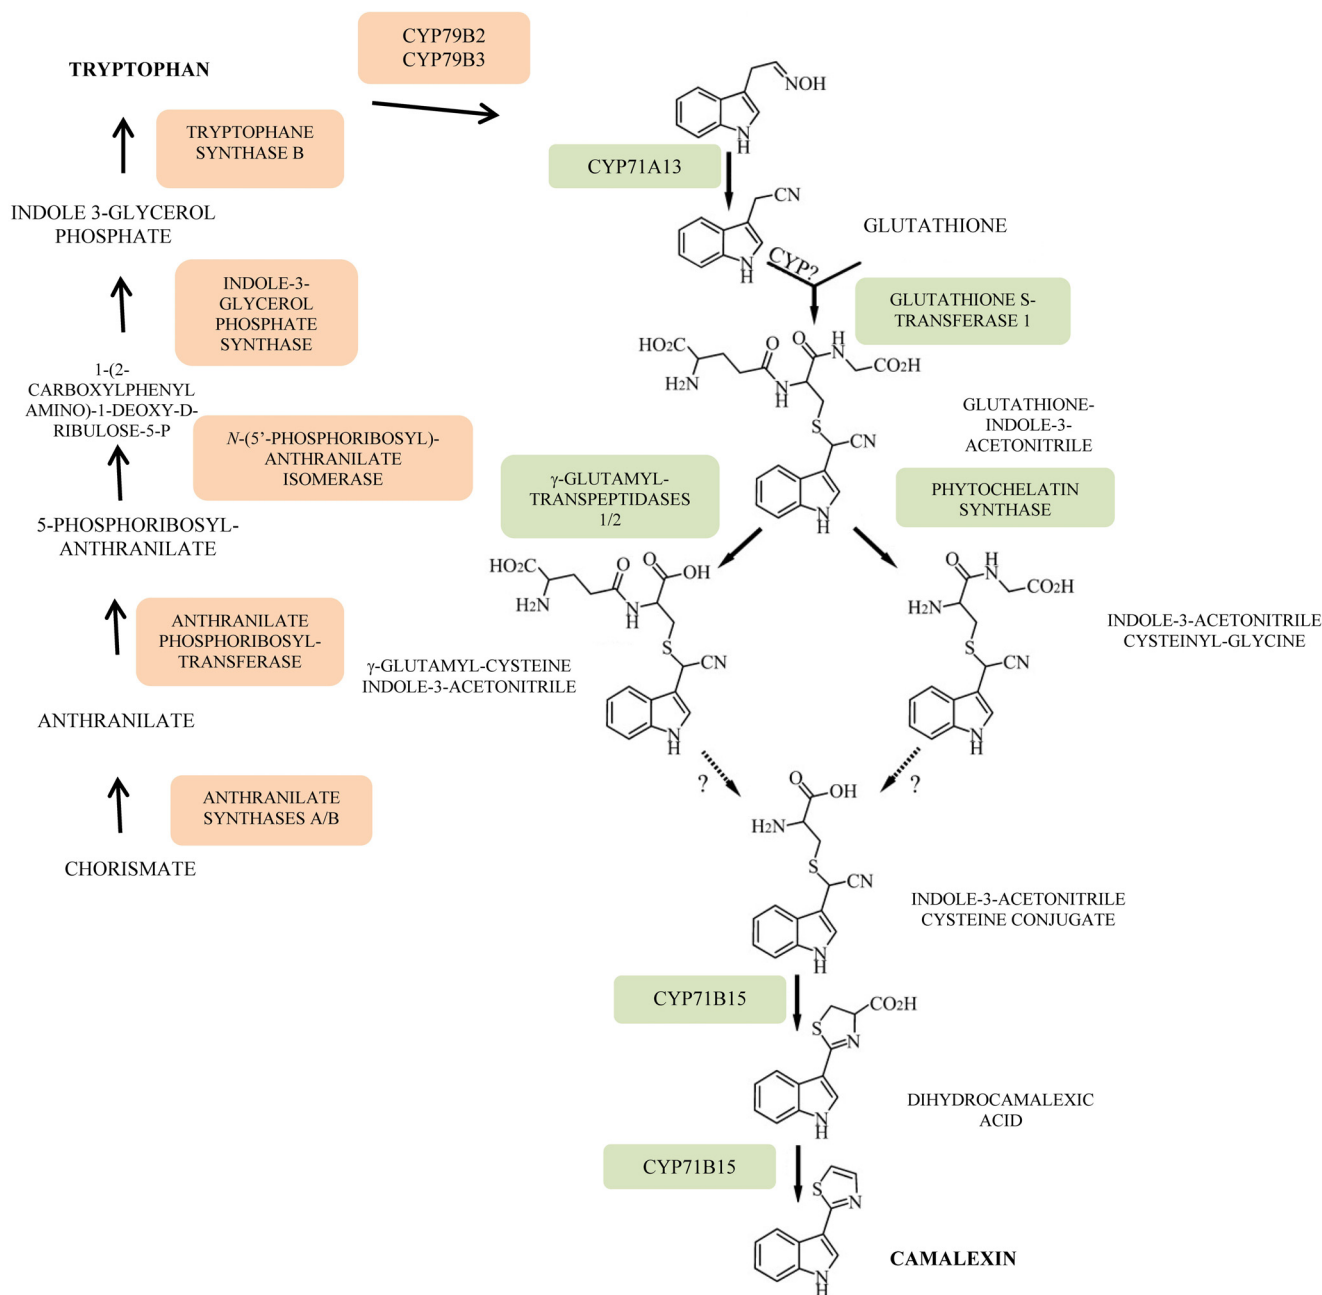 CYP79B2
CYP79B3
TRYPTOPHAN
TRYPTOPHANE
SYNTHASE B
INDOLE 3-GLYCEROL
PHOSPHATE
INDOLE-3-
GLYCEROL
PHOSPHATE
SYNTHASE
1-(2-
CARBOXYLPHENYL
AMINO)-1-DEOXY-D-
RIBULOSE-5-P
N-(5’-PHOSPHORIBOSYL)-
ANTHRANILATE
ISOMERASE
5-PHOSPHORIBOSYL-
ANTHRANILATE
ANTHRANILATE
PHOSPHORIBOSYL-
TRANSFERASE
ANTHRANILATE
ANTHRANILATE
SYNTHASES A/B
CHORISMATE
NOH
N
H
CYP71A13
CN
N
H
GLUTATHIONE
CYP?
GLUTATHIONE S-
TRANSFERASE 1
HO2C
H2N
O
N
H
O
H
N
CO2H
S
CN
N
H
GLUTATHIONE-
INDOLE-3-
ACETONITRILE
γ-GLUTAMYL-
TRANSPEPTIDASES
1/2
PHYTOCHELATIN
SYNTHASE
HO2C
H2N
O
N
H
O
OH
S
CN
N
H
γ-GLUTAMYL-CYSTEINE
INDOLE-3-ACETONITRILE
O
H
N
CO2H
H2N
S
CN
N
H
INDOLE-3-ACETONITRILE
CYSTEINYL-GLYCINE
?
?
O
OH
H2N
S
CN
N
H
INDOLE-3-ACETONITRILE
CYSTEINE CONJUGATE
CYP71B15
CO2H
S
N
N
H
DIHYDROCAMALEXIC
ACID
CYP71B15
S
N
N
H
CAMALEXIN